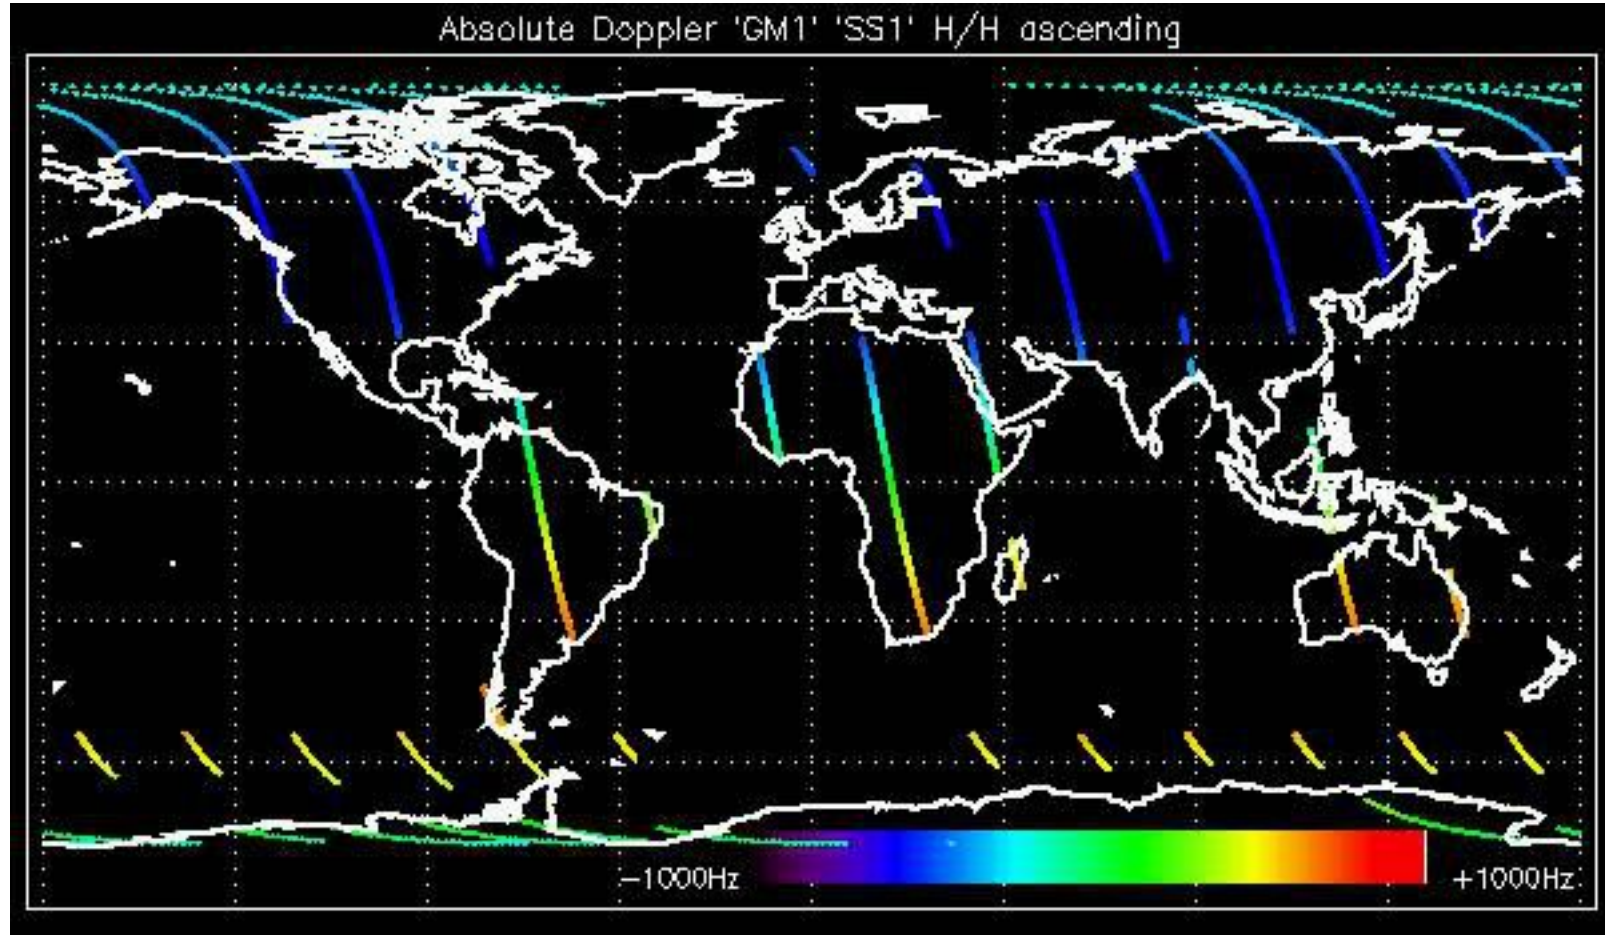 Absolute Doppler 'GM1' 'SS1' H/H ascending
−1000Hz +1000Hz